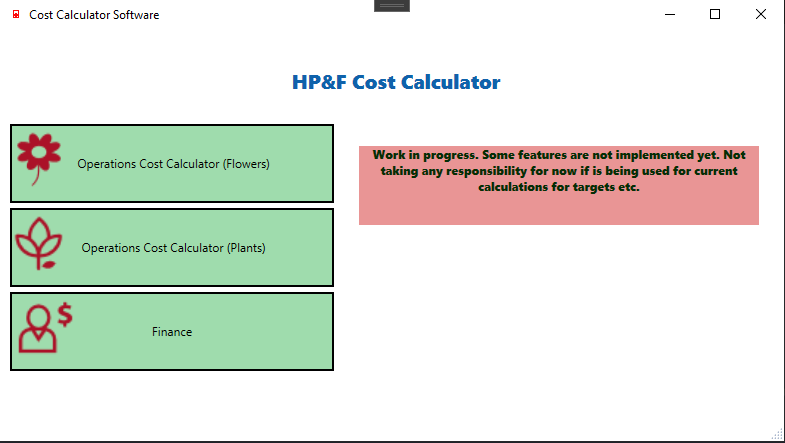 Cost Calculator Software
HP&F Cost Calculator
Operations Cost Calculator (Flowers)
Operations Cost Calculator (Plants)
Finance
Work in progress. Some features are not implemented yet. Not
taking any responsibility for now if is being used for current
calculations for targets etc.